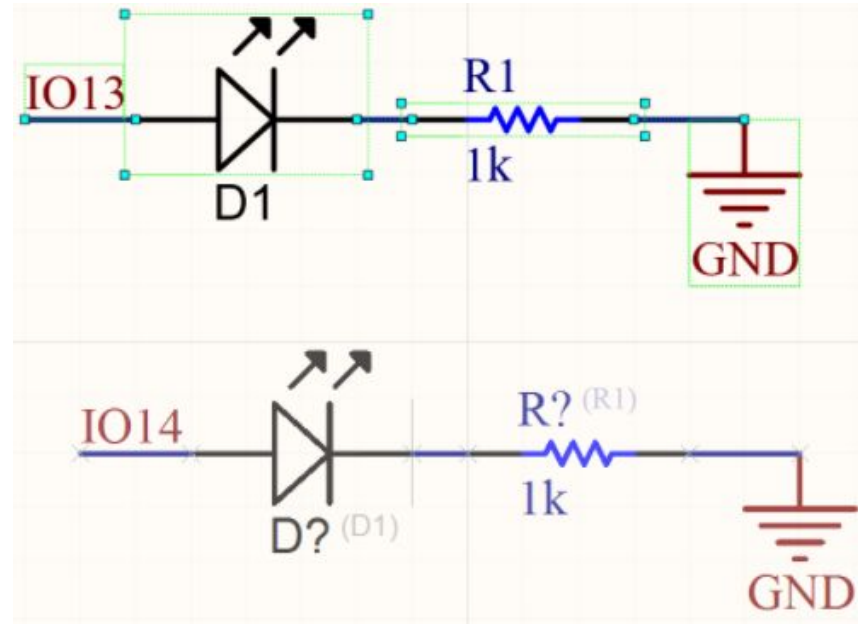 IO13
R1
D1
1k
GND
IO14
R? (R1)
D? (D1)
1k
GND